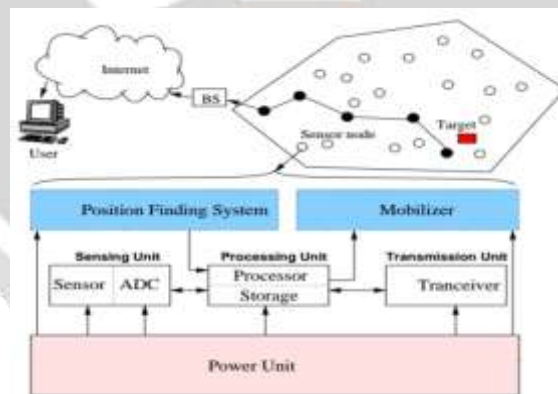 Internet
BS
User
Sensor node
Target
Position Finding System
Mobilizer
Sensing Unit
Processing Unit
Transmission Unit
Sensor
ADC
Processor
Storage
Tranceiver
Power Unit